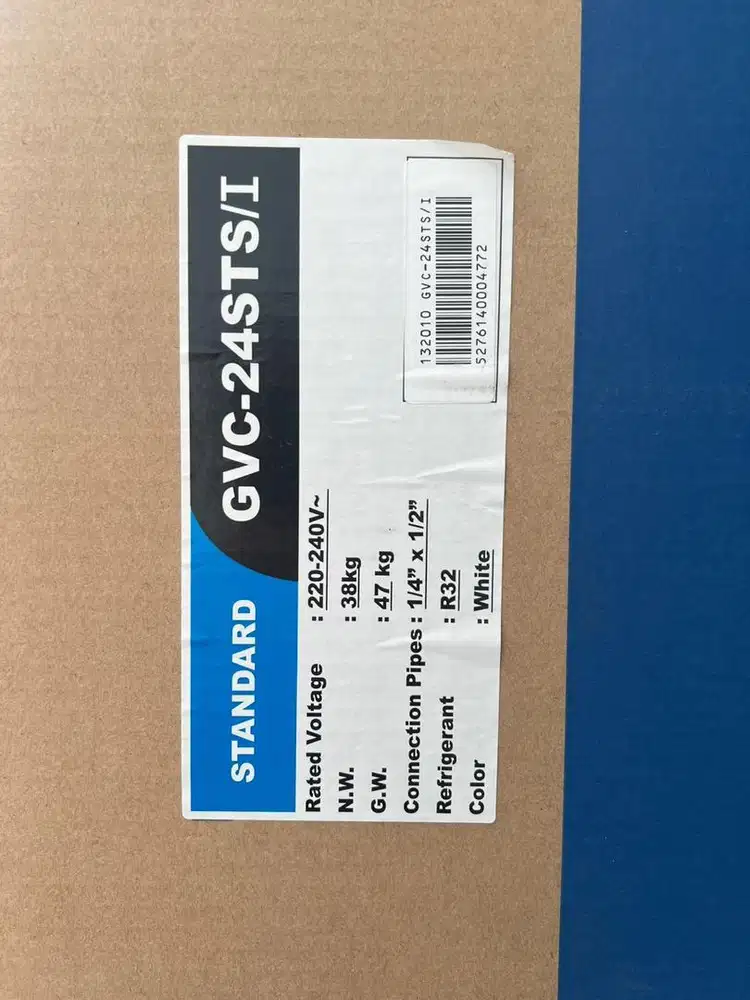 STANDARD GVC-24STS/I
Rated Voltage : 220-240V~
N.W. : 38kg
G.W. : 47 kg
Connection Pipes : 1/4” x 1/2”
Refrigerant : R32
Color : White
132010 GVC-24STS/I
5276140004772